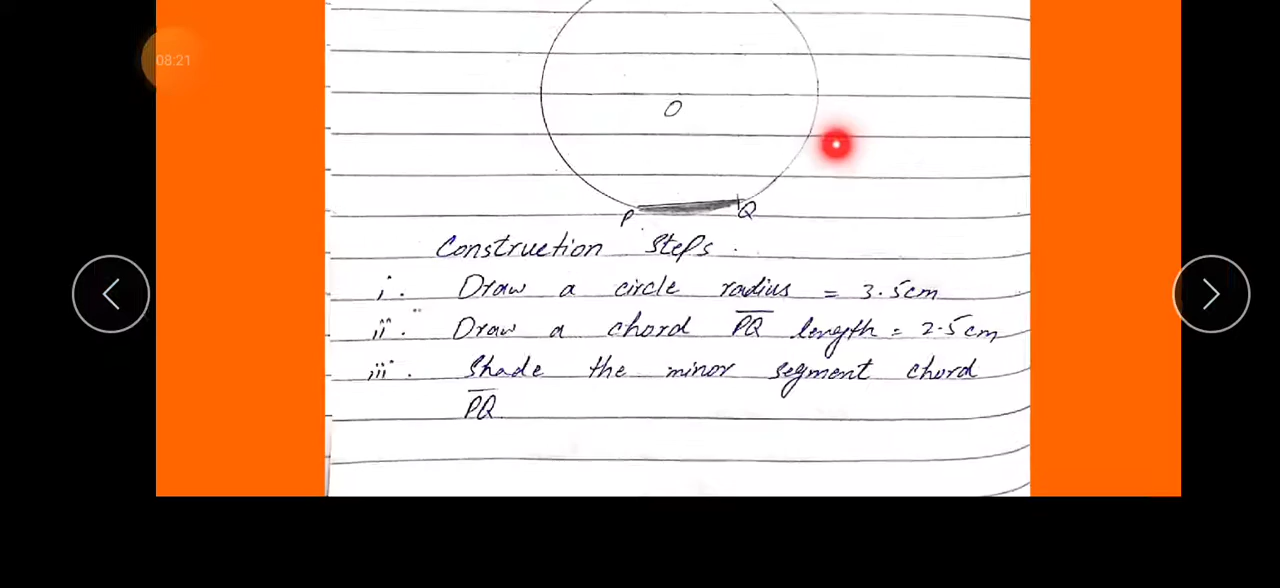 08:21
O
P
Q
Construction Steps.
i. Draw a circle radius = 3.5cm
ii. Draw a chord PQ length = 2.5cm
iii. Shade the minor segment chord
PQ